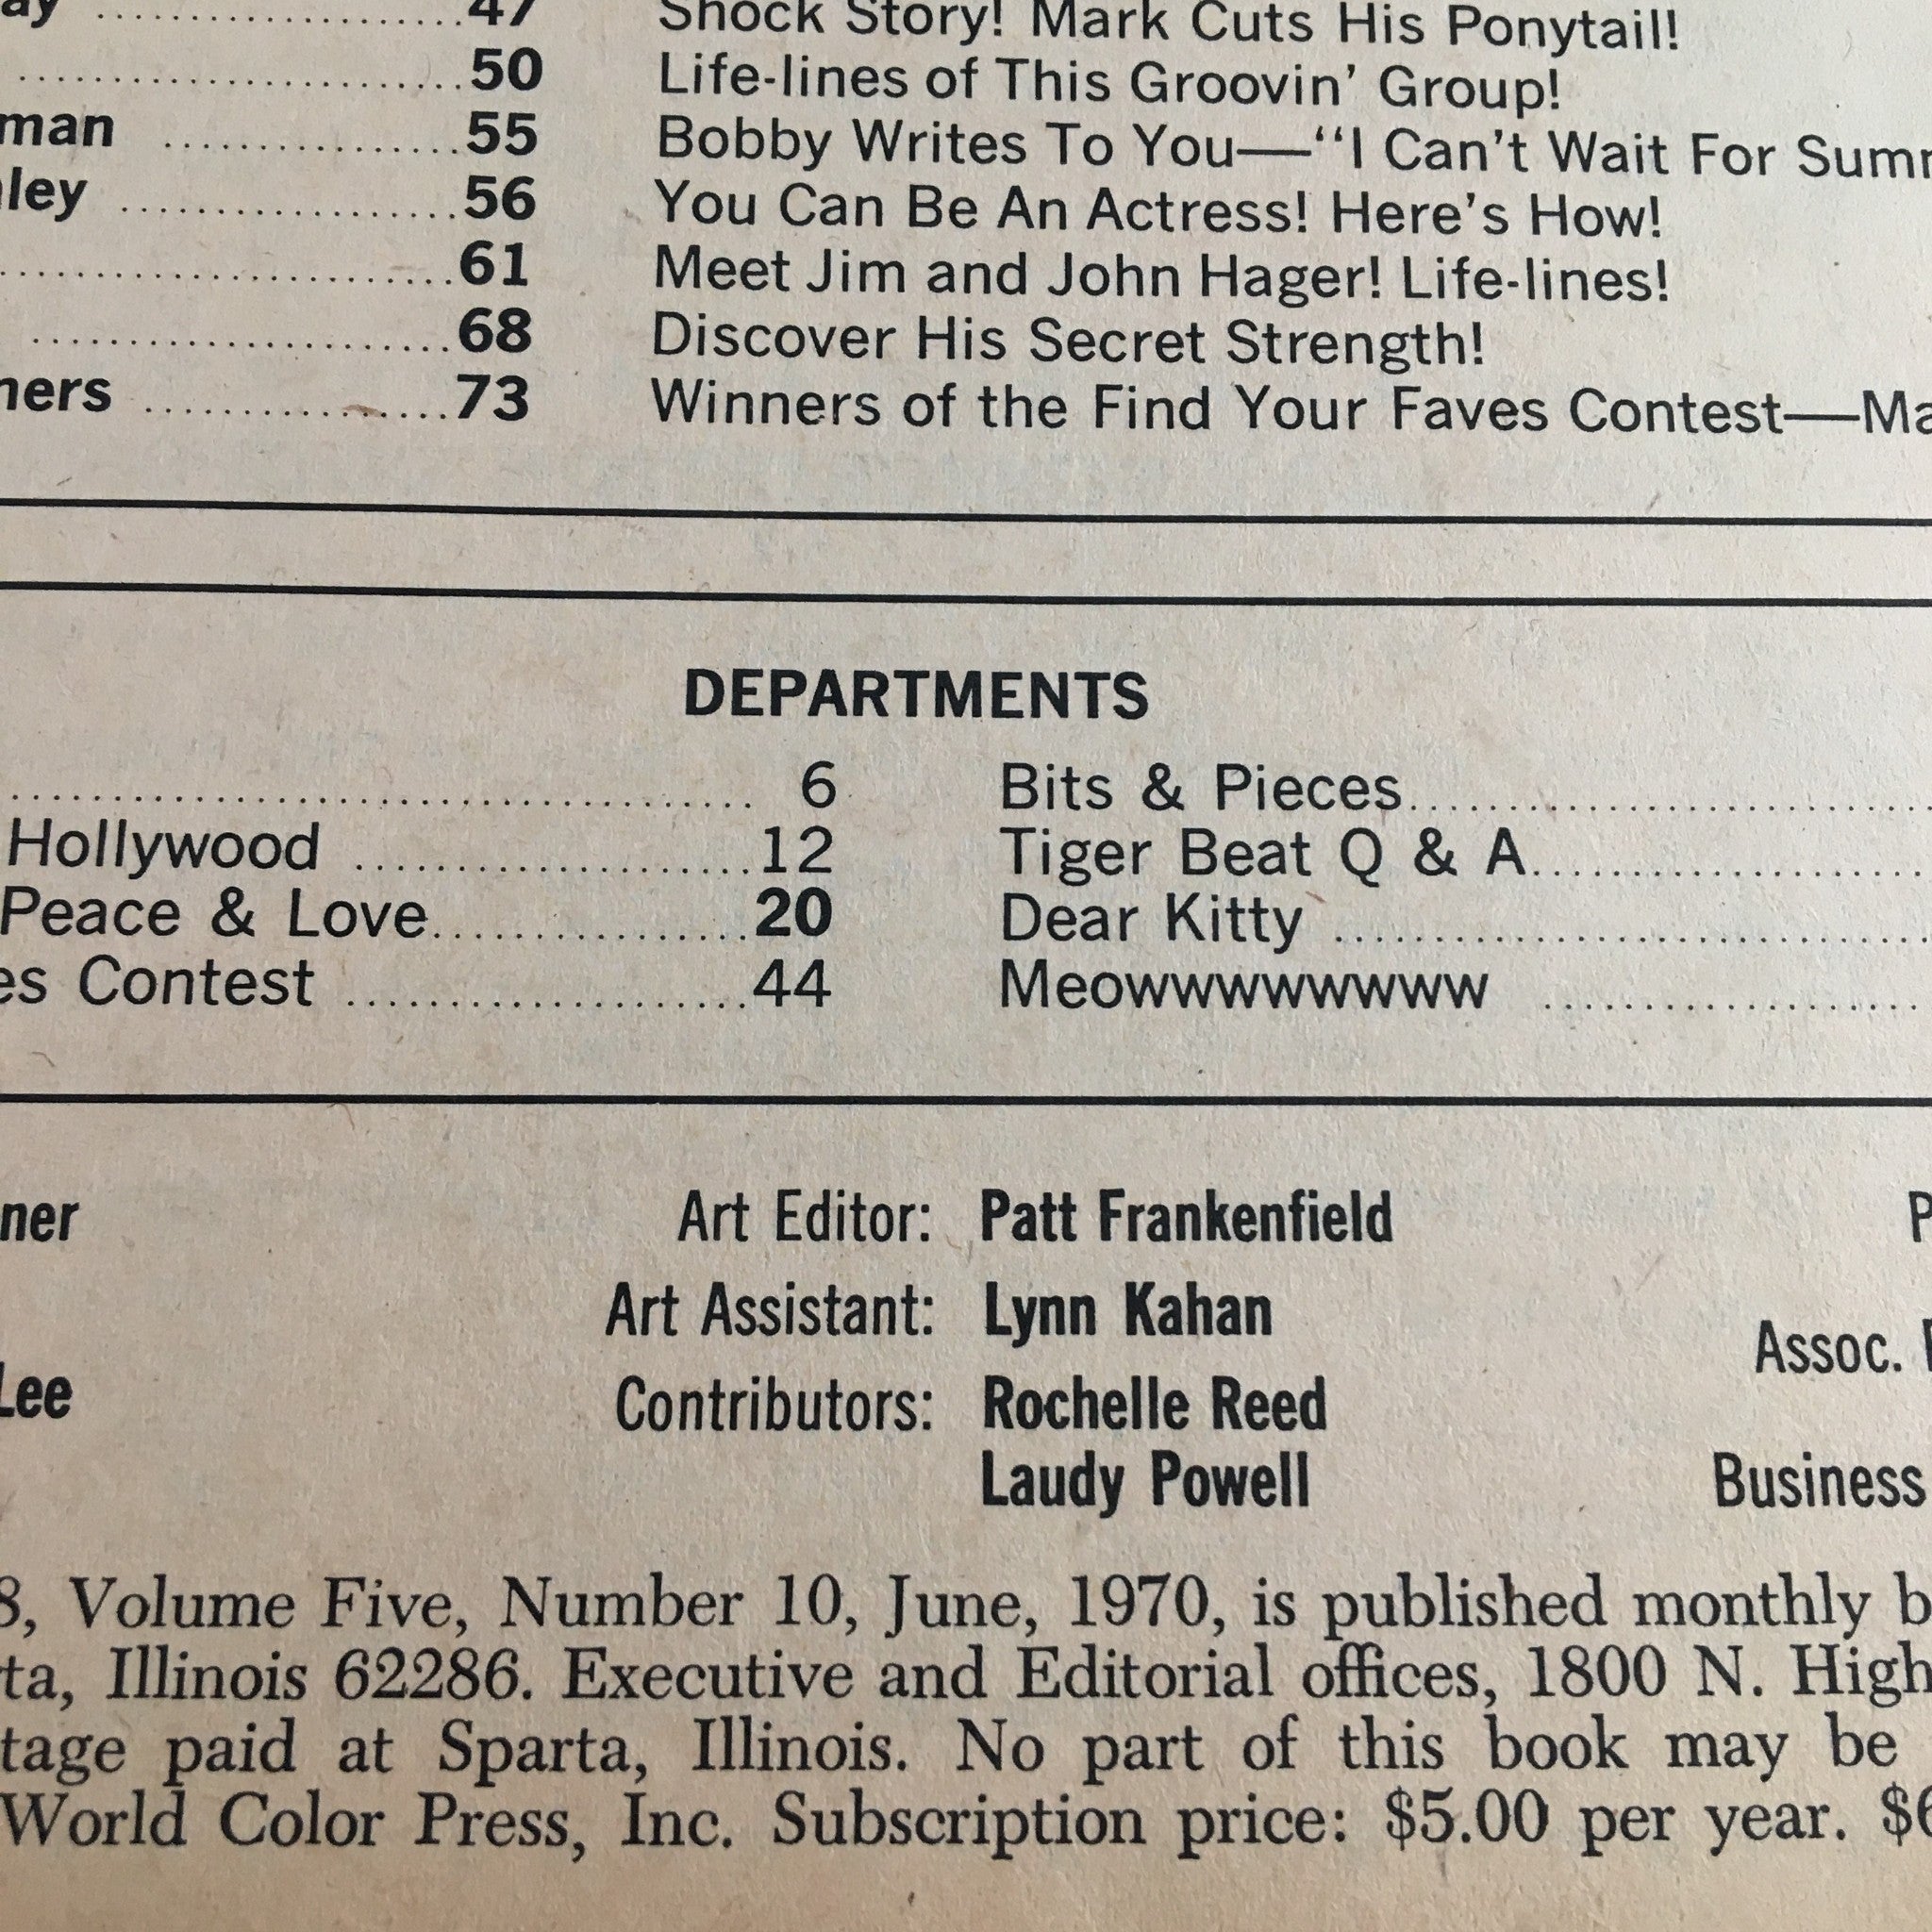 47 Shock Story! Mark Cuts His Ponytail!
50 Life-lines of This Groovin' Group!
man 55 Bobby Writes To You—"I Can't Wait For Summ
ley 56 You Can Be An Actress! Here's How!
61 Meet Jim and John Hager! Life-lines!
68 Discover His Secret Strength!
ners 73 Winners of the Find Your Faves Contest—Ma
DEPARTMENTS
6 Bits & Pieces
Hollywood 12 Tiger Beat Q & A
Peace & Love 20 Dear Kitty
es Contest 44 Meowwwwwwwww
ner Art Editor: Patt Frankenfield P
Art Assistant: Lynn Kahan
Assoc.
Lee Contributors: Rochelle Reed
Laudy Powell Business
8, Volume Five, Number 10, June, 1970, is published monthly b
ta, Illinois 62286. Executive and Editorial offices, 1800 N. High
tage paid at Sparta, Illinois. No part of this book may be
World Color Press, Inc. Subscription price: $5.00 per year. $6